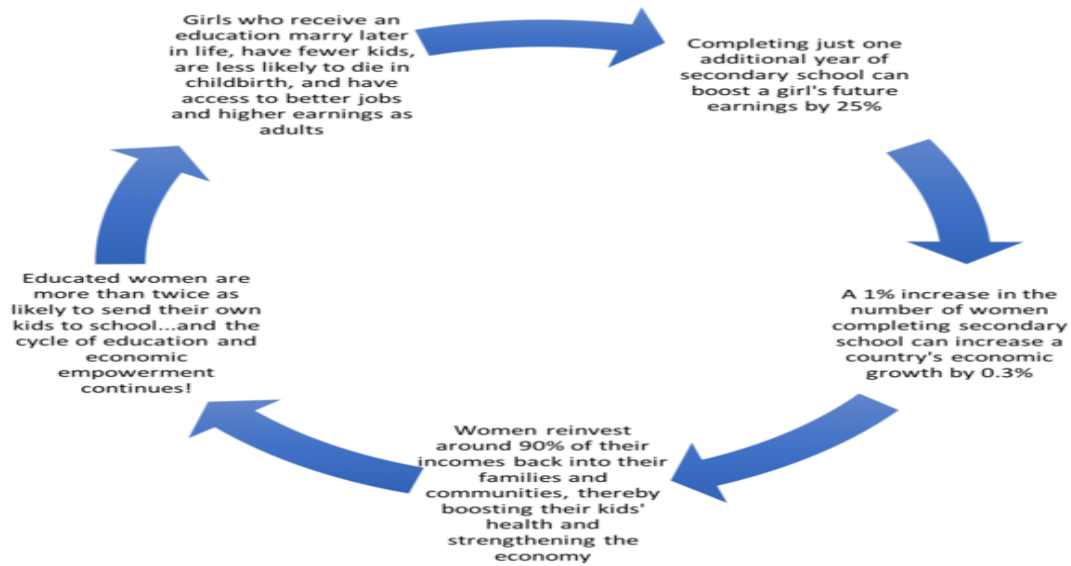 Girls who receive an
education marry later
in life, have fewer kids,
are less likely to die in
childbirth, and have
access to better jobs
and higher earnings as
adults
Completing just one
additional year of
secondary school can
boost a girl's future
earnings by 25%
A 1% increase in the
number of women
completing secondary
school can increase a
country's economic
growth by 0.3%
Women reinvest
around 90% of their
incomes back into their
families and
communities, thereby
boosting their kids'
health and
strengthening the
economy
Educated women are
more than twice as
likely to send their own
kids to school...and the
cycle of education and
economic
empowerment
continues!